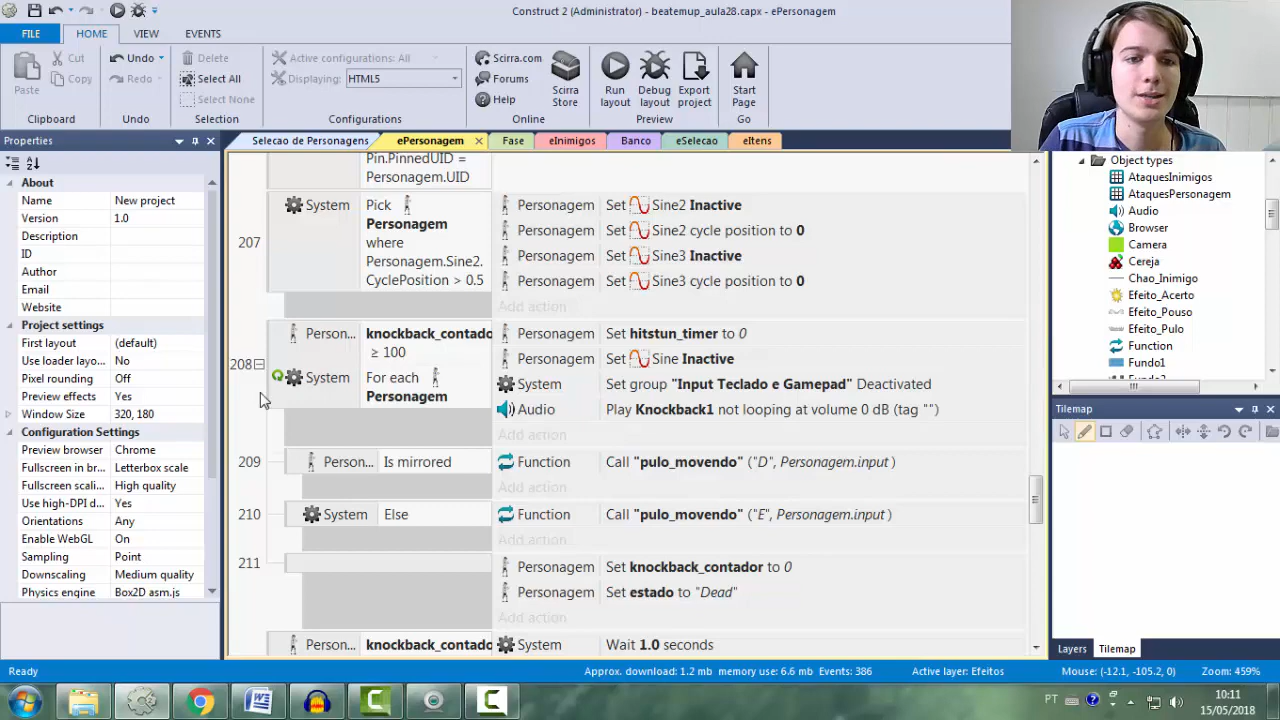 Construct 2 (Administrator) - beatemup_aula28.capx - ePersonagem
FILE
HOME
VIEW
EVENTS
Paste
Cut
Copy
Clipboard
Undo
Redo
Undo
Delete
Select All
Select None
Selection
Active configurations: All
Displaying: HTML5
Configurations
Scirra.com
Forums
Help
Scirra Store
Online
Run layout
Debug layout
Export project
Preview
Start Page
Go
Properties
About
Name New project
Version 1.0
Description
ID
Author
Email
Website
Project settings
First layout (default)
Use loader layo... No
Pixel rounding Off
Preview effects Yes
Window Size 320, 180
Configuration Settings
Preview browser Chrome
Fullscreen in br... Letterbox scale
Fullscreen scali... High quality
Use high-DPI d... Yes
Orientations Any
Enable WebGL On
Sampling Point
Downscaling Medium quality
Physics engine Box2D asm.js
Selecao de Personagens
ePersonagem
Fase
eInimigos
Banco
eSelecao
eItens
Pin.PinnedUID =
Personagem.UID
207
System
Pick
Personagem
where
Personagem.Sine2.
CyclePosition > 0.5
Personagem Set Sine2 Inactive
Personagem Set Sine2 cycle position to 0
Personagem Set Sine3 Inactive
Personagem Set Sine3 cycle position to 0
Add action
208
Person... knockback_contado
≥ 100
System For each
Personagem
Personagem Set hitstun_timer to 0
Personagem Set Sine Inactive
System Set group "Input Teclado e Gamepad" Deactivated
Audio Play Knockback1 not looping at volume 0 dB (tag "")
Add action
209 Person... Is mirrored Function Call "pulo_movendo" ("D", Personagem.input )
Add action
210 System Else Function Call "pulo_movendo" ("E", Personagem.input )
Add action
211 Personagem Set knockback_contador to 0
Personagem Set estado to "Dead"
Add action
Person... knockback_contado System Wait 1.0 seconds
Object types
AtaquesInimigos
AtaquesPersonagem
Audio
Browser
Camera
Cereja
Chao_Inimigo
Efeito_Acerto
Efeito_Pouso
Efeito_Pulo
Function
Fundo1
Tilemap
Layers
Tilemap
Ready
Approx. download: 1.2 mb
memory use: 6.6 mb
Events: 386
Active layer: Efeitos
Mouse: (-12.1, -105.2, 0)
Zoom: 459%
PT
10:11
15/05/2018